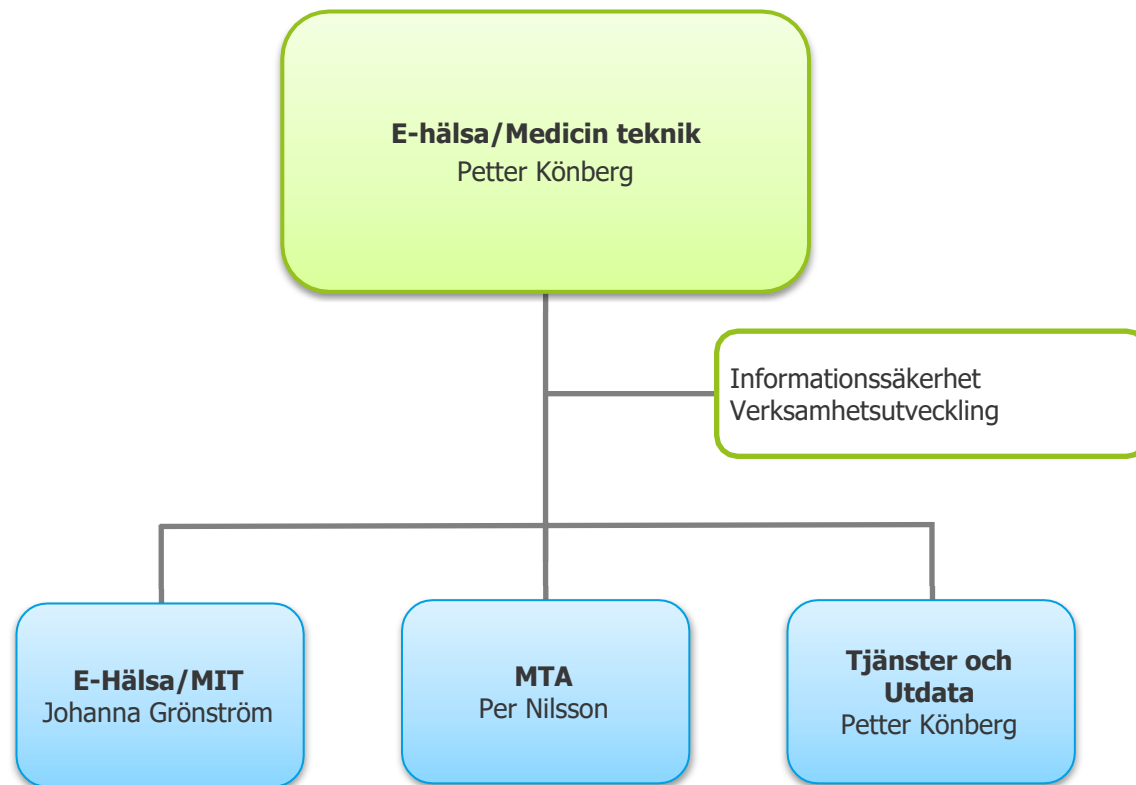 E-hälsa/Medicin teknik
Petter Könberg
Informationssäkerhet
Verksamhetsutveckling
E-Hälsa/MIT
Johanna Grönström
MTA
Per Nilsson
Tjänster och
Utdata
Petter Könberg